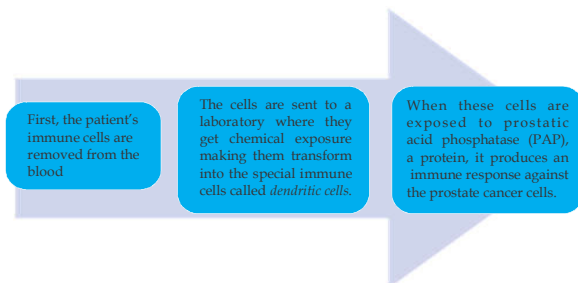 First, the patient's
immune cells are
removed from the
blood
The cells are sent to a
laboratory where they
get chemical exposure
making them transform
into the special immune
cells called dendritic cells.
When these cells are
exposed to prostatic
acid phosphatase (PAP),
a protein, it produces an
immune response against
the prostate cancer cells.